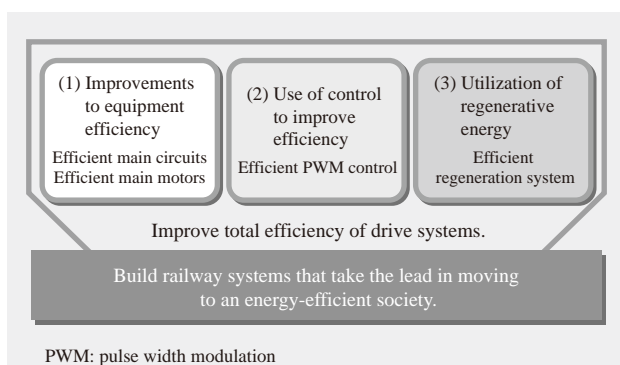 (1) Improvements
to equipment
efficiency
Efficient main circuits
Efficient main motors
(2) Use of control
to improve
efficiency
Efficient PWM control
(3) Utilization of
regenerative
energy
Efficient
regeneration system
Improve total efficiency of drive systems.
Build railway systems that take the lead in moving
to an energy-efficient society.
PWM: pulse width modulation